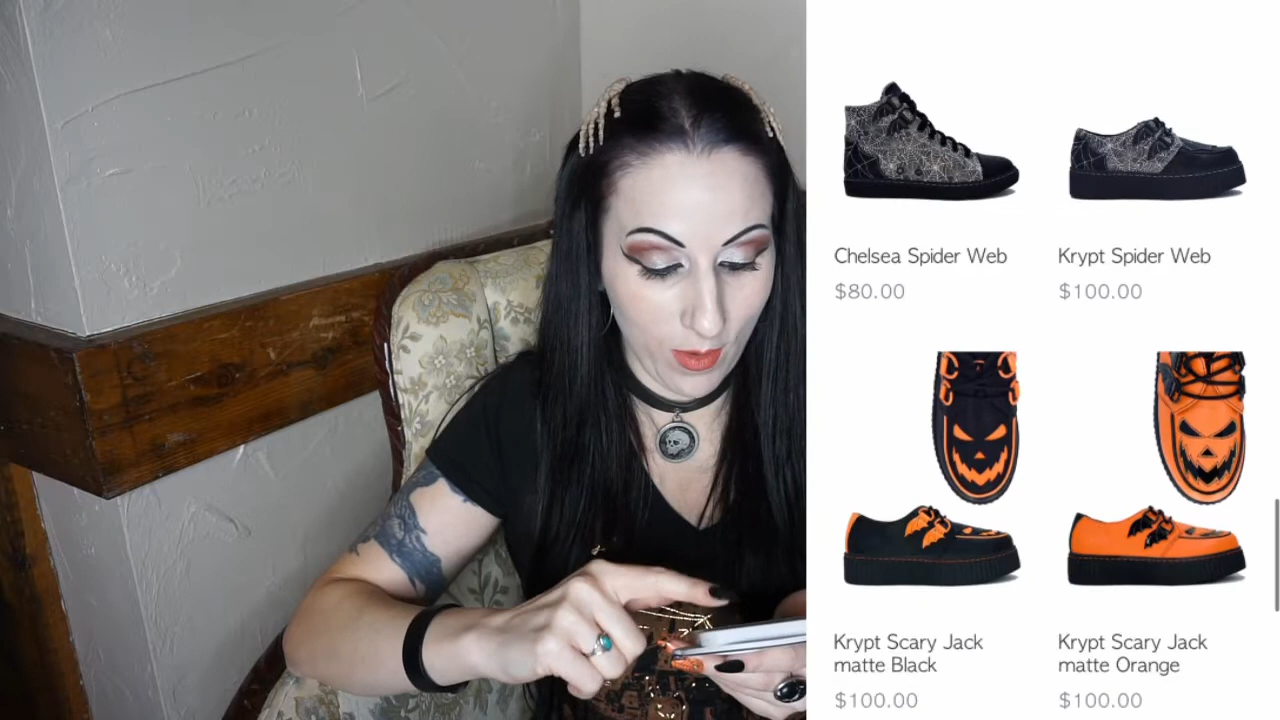 Chelsea Spider Web
$80.00
Krypt Spider Web
$100.00
Krypt Scary Jack
matte Black
$100.00
Krypt Scary Jack
matte Orange
$100.00